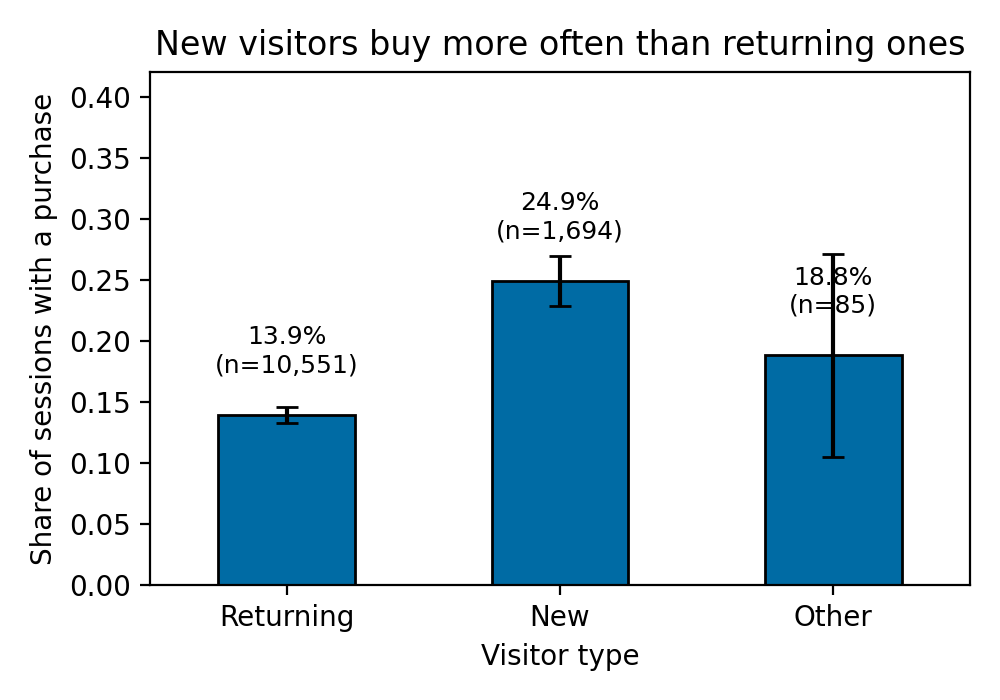 New visitors buy more often than returning ones
Share of sessions with a purchase
0.40
0.35
0.30
0.25
0.20
0.15
0.10
0.05
0.00
13.9%
(n=10,551)
24.9%
(n=1,694)
18.8%
(n=85)
Returning
New
Other
Visitor type